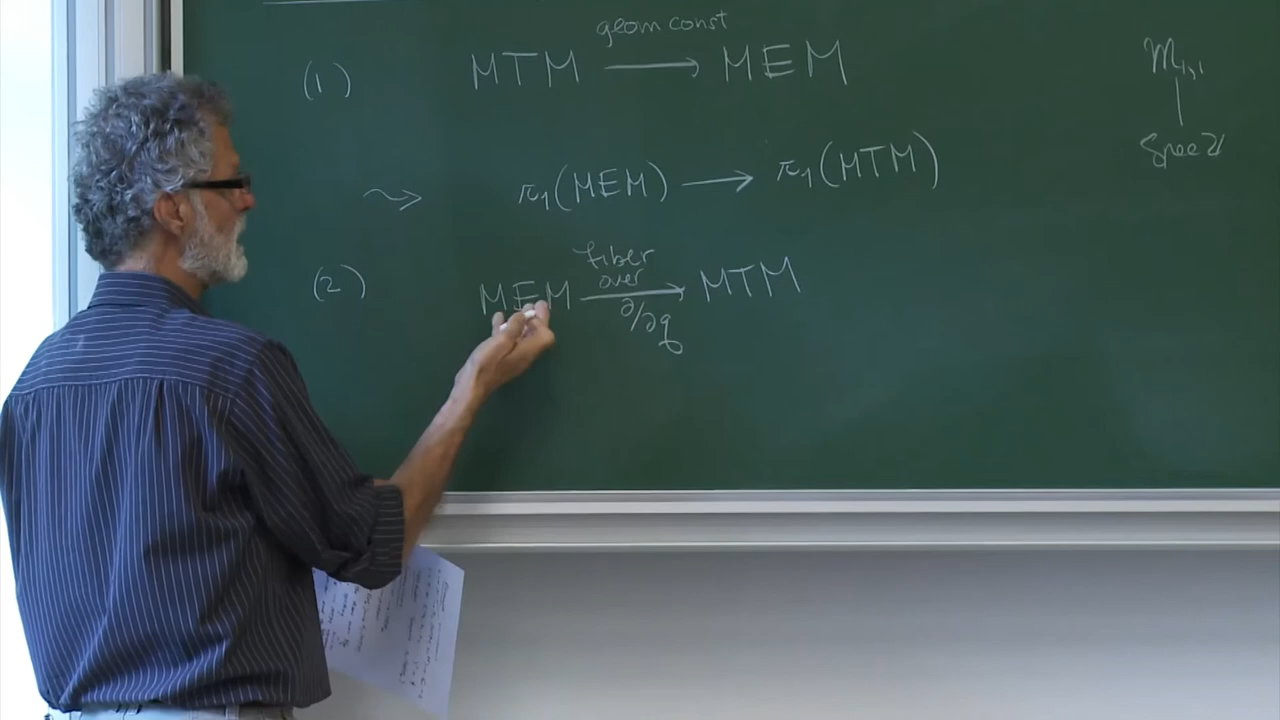 geom const
(1) MTM ⟶ MEM
M₁,₁
|
Spec ℤ
⇝ π₁(MEM) ⟶ π₁(MTM)
fiber
over
(2) MEM ⟶ MTM
∂/∂q